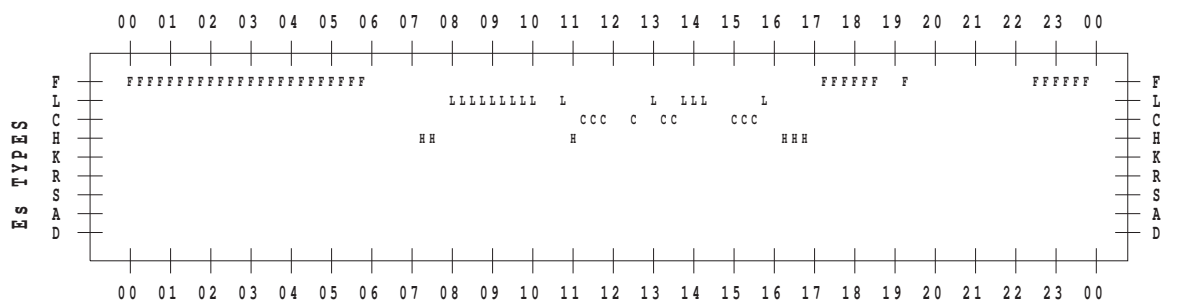 00 01 02 03 04 05 06 07 08 09 10 11 12 13 14 15 16 17 18 19 20 21 22 23 00
F FFFFFFFFFFFFFFFFFFFFFFFF FFFFFF F FFFFFF F
L LLLLLLLLL L L LLL L L
C CCC C CC CCC C
H HH H HHH H
K K
R R
S S
A A
D D
Es TYPES
00 01 02 03 04 05 06 07 08 09 10 11 12 13 14 15 16 17 18 19 20 21 22 23 00